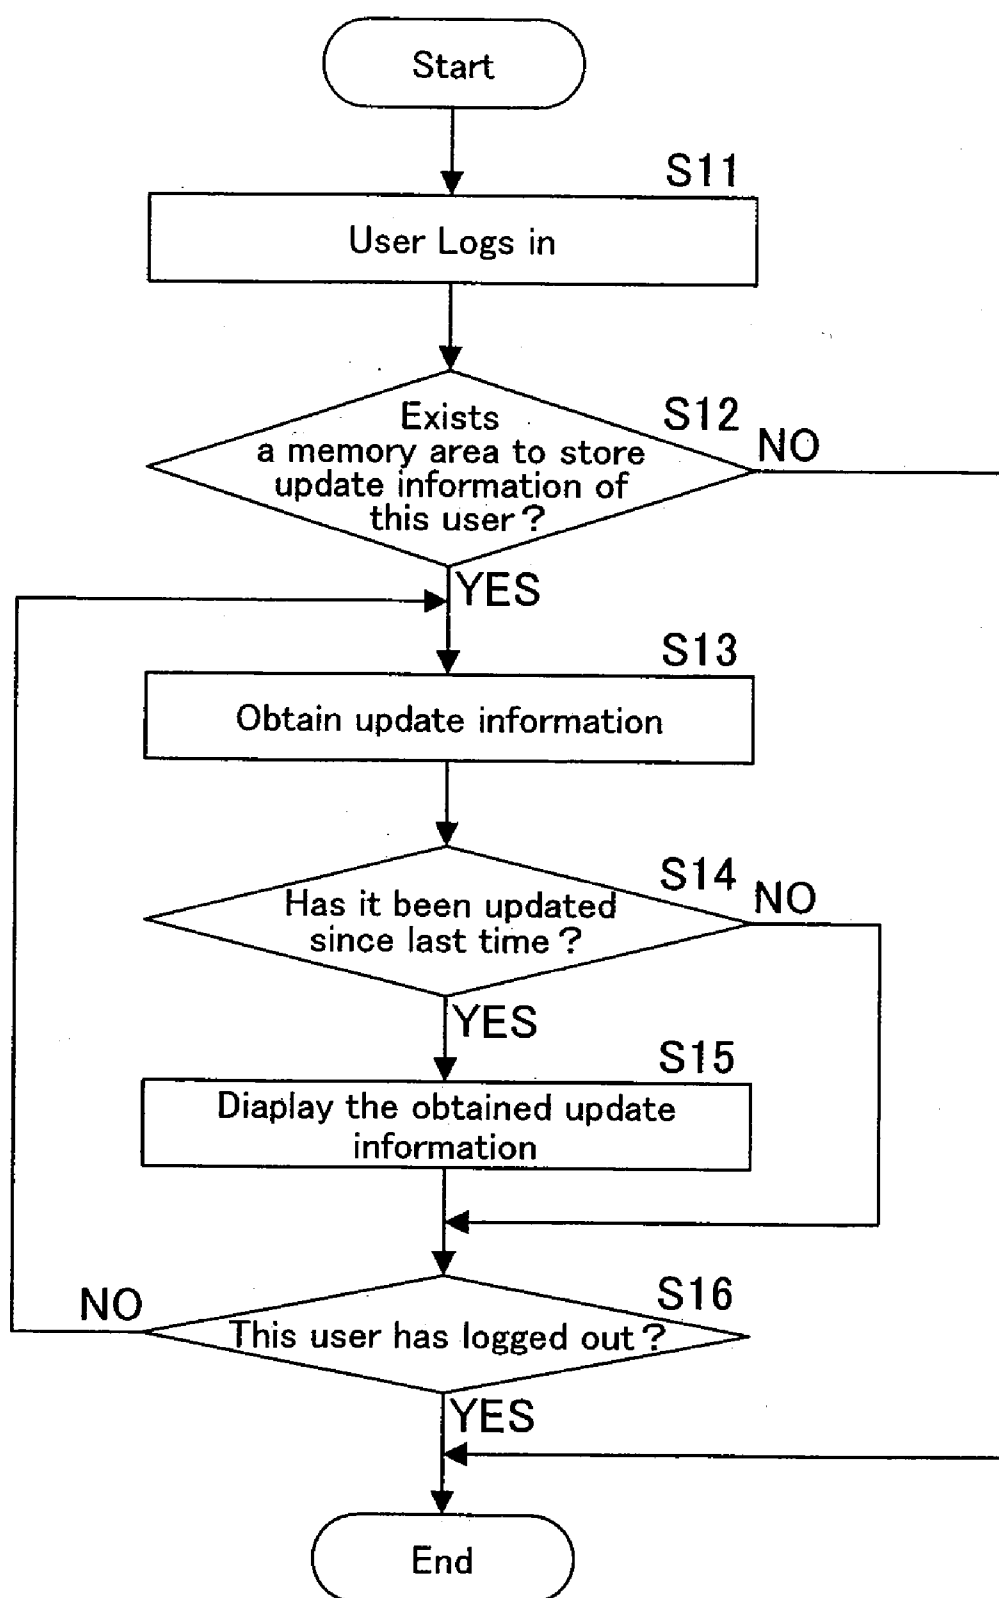 Start
S11
User Logs in
S12
NO
Exists
a memory area to store
update information of
this user?
YES
S13
Obtain update information
S14
NO
Has it been updated
since last time?
YES
S15
Diaplay the obtained update
information
S16
NO
This user has logged out?
YES
End